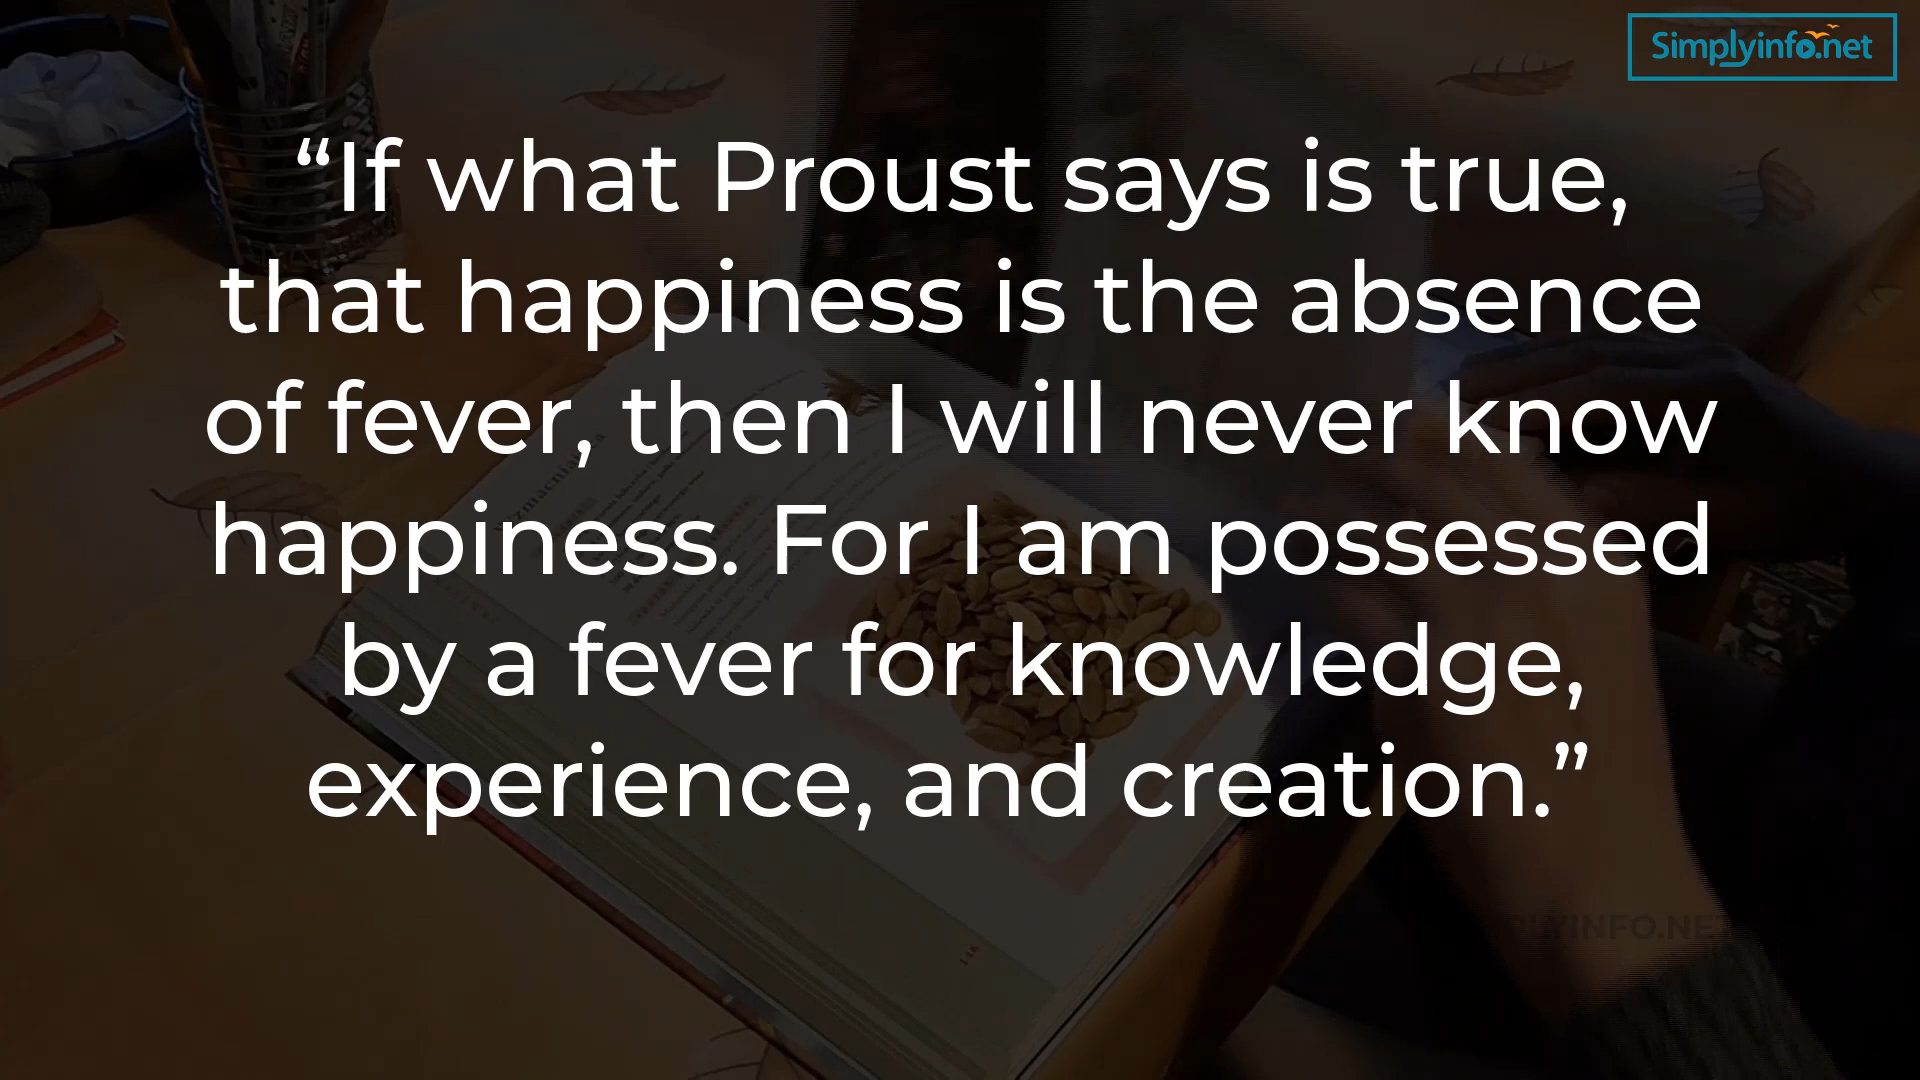 Simplyinfo.net
“If what Proust says is true,
that happiness is the absence
of fever, then I will never know
happiness. For I am possessed
by a fever for knowledge,
experience, and creation.”
144